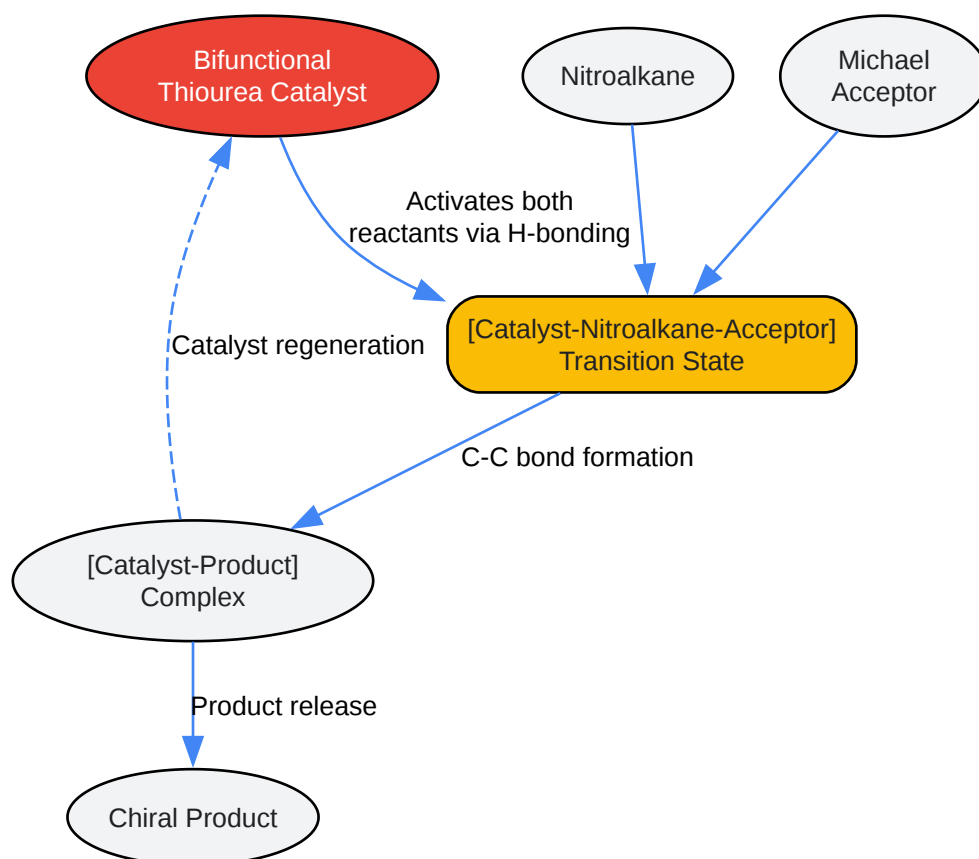 Bifunctional
Thiourea Catalyst
Nitroalkane
Michael
Acceptor
Activates both
reactants via H-bonding
[Catalyst-Nitroalkane-Acceptor]
Transition State
Catalyst regeneration
C-C bond formation
[Catalyst-Product]
Complex
Product release
Chiral Product